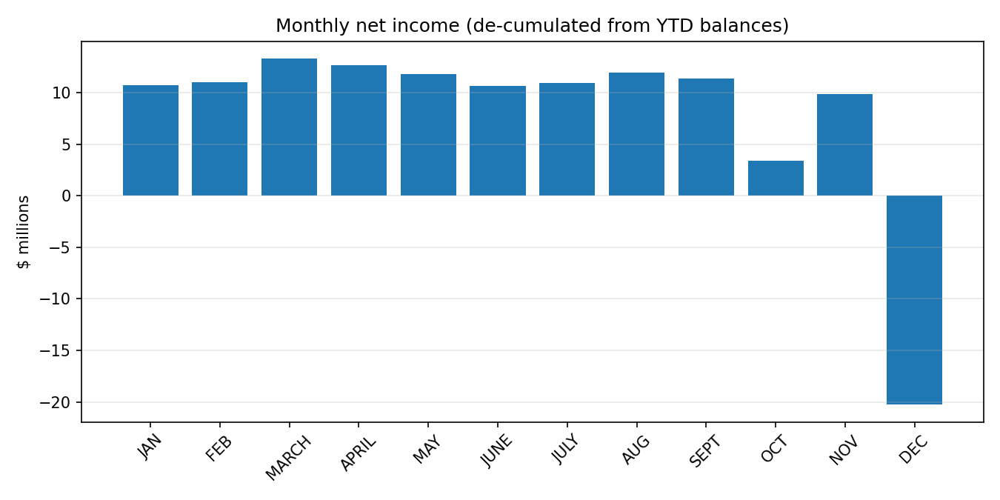 Monthly net income (de-cumulated from YTD balances)
$ millions
10
5
0
−5
−10
−15
−20
JAN
FEB
MARCH
APRIL
MAY
JUNE
JULY
AUG
SEPT
OCT
NOV
DEC